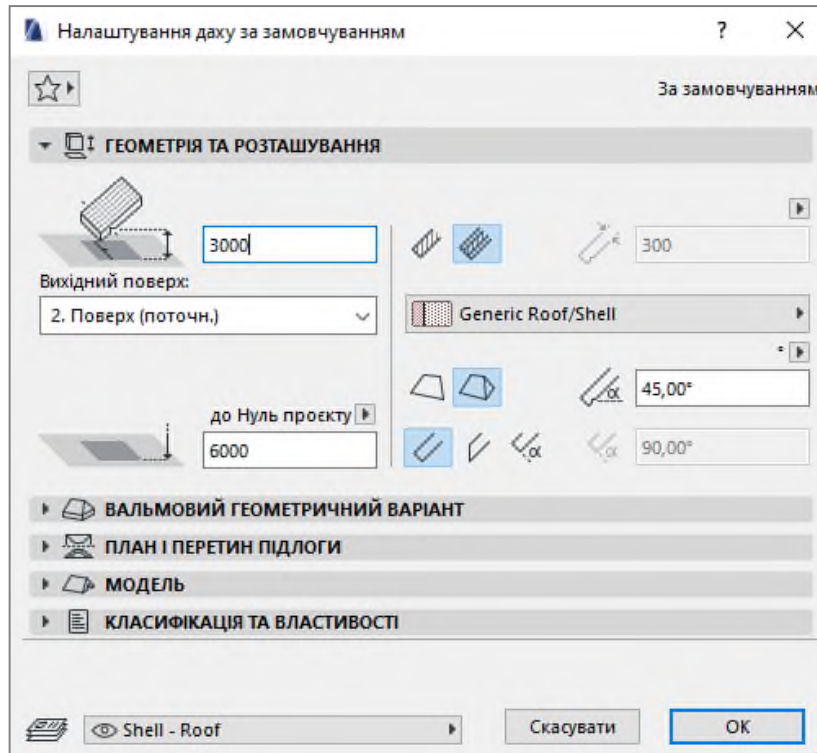 Налаштування даху за замовчуванням
?
За замовчуванням
ГЕОМЕТРІЯ ТА РОЗТАШУВАННЯ
3000
300
Вихідний поверх:
2. Поверх (поточн.)
Generic Roof/Shell
°
α
45,00°
до Нуль проєкту
6000
α
α
90,00°
ВАЛЬМОВИЙ ГЕОМЕТРИЧНИЙ ВАРІАНТ
ПЛАН І ПЕРЕТИН ПІДЛОГИ
МОДЕЛЬ
КЛАСИФІКАЦІЯ ТА ВЛАСТИВОСТІ
Shell - Roof
Скасувати
ОК